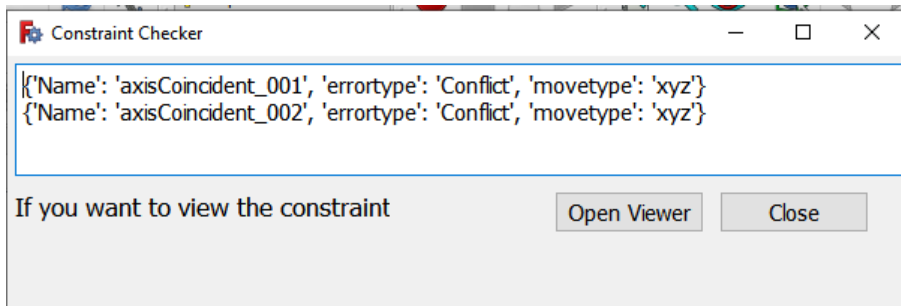 Constraint Checker
{'Name': 'axisCoincident_001', 'errortype': 'Conflict', 'movetype': 'xyz'}
{'Name': 'axisCoincident_002', 'errortype': 'Conflict', 'movetype': 'xyz'}
If you want to view the constraint
Open Viewer
Close